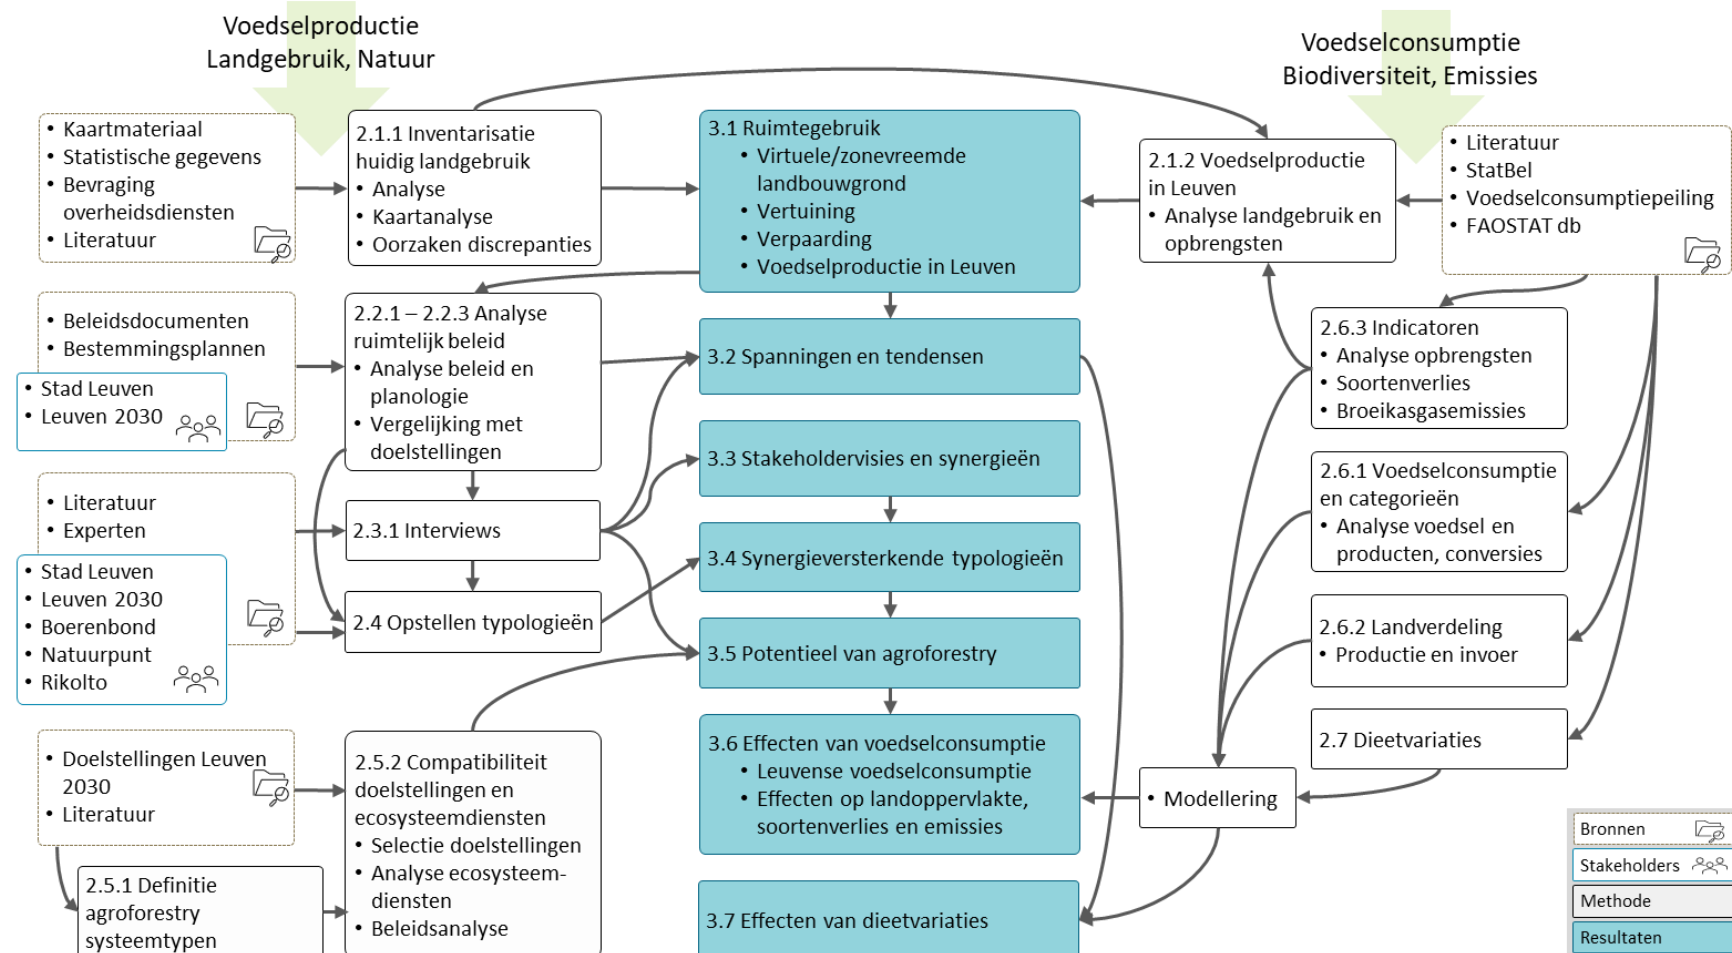 Voedselproductie
Landgebruik, Natuur
Voedselconsumptie
Biodiversiteit, Emissies
• Kaartmateriaal
• Statistische gegevens
• Bevraging
overheidsdiensten
• Literatuur
2.1.1 Inventarisatie
huidig landgebruik
• Analyse
• Kaartanalyse
• Oorzaken discrepanties
3.1 Ruimtegebruik
• Virtuele/zonevreemde
landbouwgrond
• Vertuining
• Verpaarding
• Voedselproductie in Leuven
2.1.2 Voedselproductie
in Leuven
• Analyse landgebruik en
opbrengsten
• Literatuur
• StatBel
• Voedselconsumptiepeiling
• FAOSTAT db
• Beleidsdocumenten
• Bestemmingsplannen
• Stad Leuven
• Leuven 2030
2.2.1 – 2.2.3 Analyse
ruimtelijk beleid
• Analyse beleid en
planologie
• Vergelijking met
doelstellingen
3.2 Spanningen en tendensen
2.6.3 Indicatoren
• Analyse opbrengsten
• Soortenverlies
• Broeikasgasemissies
• Literatuur
• Experten
• Stad Leuven
• Leuven 2030
• Boerenbond
• Natuurpunt
• Rikolto
2.3.1 Interviews
2.4 Opstellen typologieën
3.3 Stakeholdervisies en synergieën
3.4 Synergieversterkende typologieën
3.5 Potentieel van agroforestry
2.6.1 Voedselconsumptie
en categorieën
• Analyse voedsel en
producten, conversies
2.6.2 Landverdeling
• Productie en invoer
2.7 Dieetvariaties
• Doelstellingen Leuven
2030
• Literatuur
2.5.1 Definitie
agroforestry
systeemtypen
2.5.2 Compatibiliteit
doelstellingen en
ecosysteemdiensten
• Selectie doelstellingen
• Analyse ecosysteem-
diensten
• Beleidsanalyse
3.6 Effecten van voedselconsumptie
• Leuvense voedselconsumptie
• Effecten op landoppervlakte,
soortenverlies en emissies
• Modellering
3.7 Effecten van dieetvariaties
Bronnen
Stakeholders
Methode
Resultaten